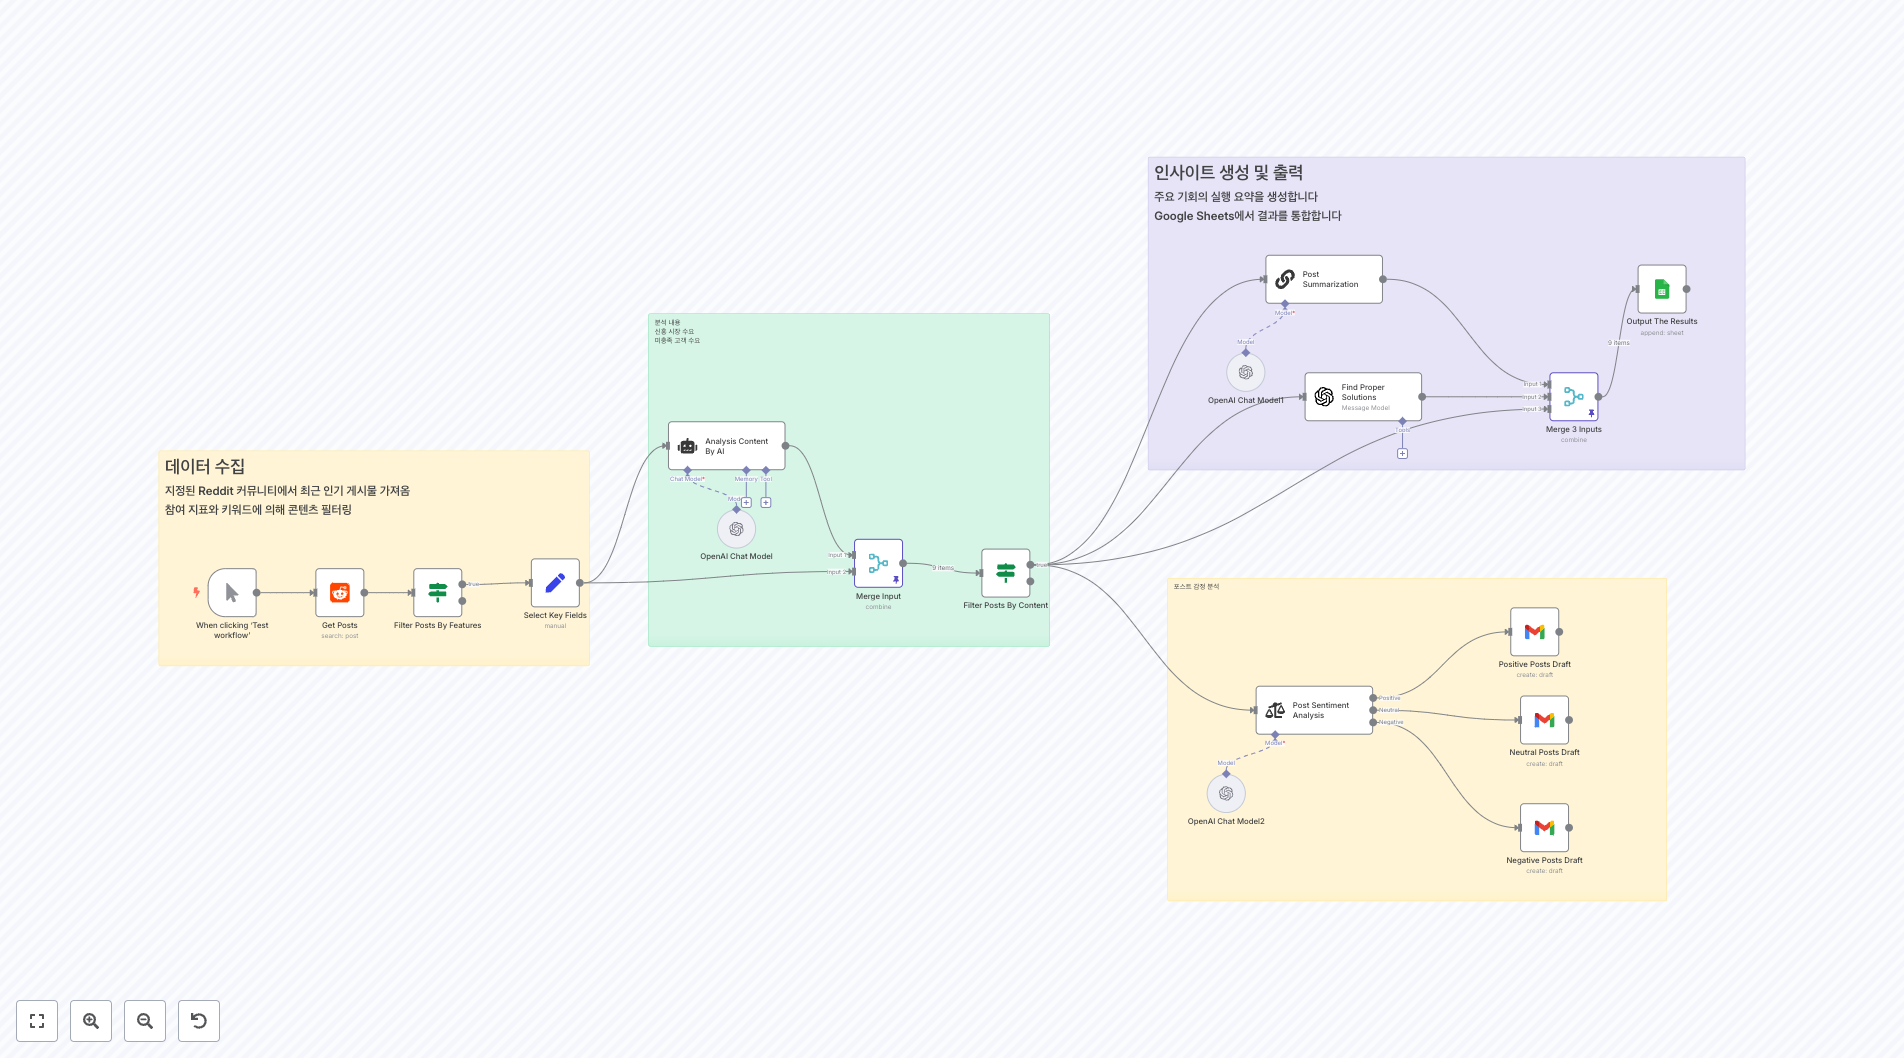 데이터 수집
지정된 Reddit 커뮤니티에서 최근 인기 게시물 가져옴
참여 지표와 키워드에 의해 콘텐츠 필터링
When clicking ‘Test
workflow’
Get Posts
search: post
Filter Posts By Features
true
Select Key Fields
manual
분석 내용
신흥 시장 수요
미충족 고객 수요
Analysis Content
By AI
Chat Model*
Memory
Tool
Model
OpenAI Chat Model
Input 1
Input 2
Merge Input
combine
9 items
Filter Posts By Content
true
인사이트 생성 및 출력
주요 기회의 실행 요약을 생성합니다
Google Sheets에서 결과를 통합합니다
Post
Summarization
Model*
Model
OpenAI Chat Model1
Find Proper
Solutions
Message Model
Tools
Input 1
Input 2
Input 3
Merge 3 Inputs
combine
9 items
Output The Results
append: sheet
포스트 감정 분석
Post Sentiment
Analysis
Positive
Neutral
Negative
Model*
Model
OpenAI Chat Model2
Positive Posts Draft
create: draft
Neutral Posts Draft
create: draft
Negative Posts Draft
create: draft